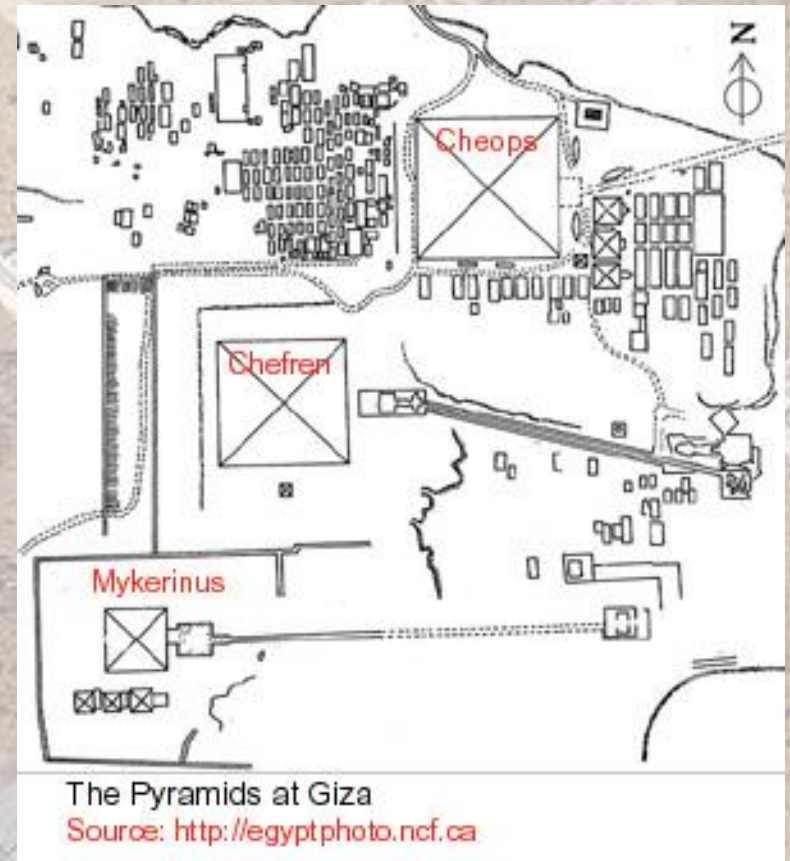 N
Cheops
Chefren
Mykerinus
The Pyramids at Giza
Source: http://egyptphoto.ncf.ca